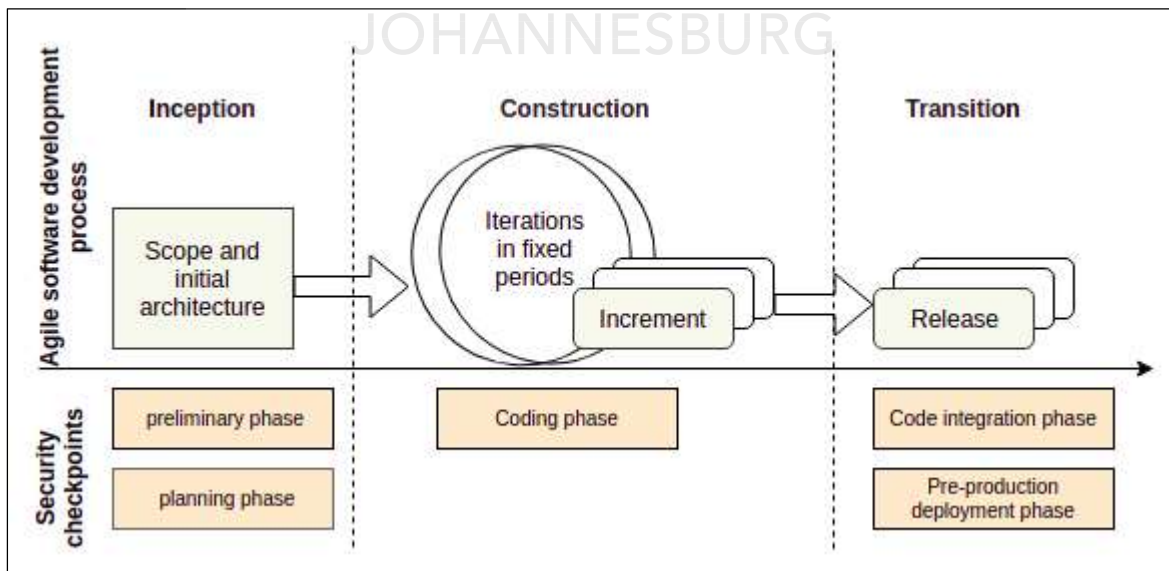 JOHANNESBURG
Agile software development
process
Inception
Construction
Transition
Scope and
initial
architecture
Iterations
in fixed
periods
Increment
Release
Security
checkpoints
preliminary phase
Coding phase
Code integration phase
planning phase
Pre-production
deployment phase